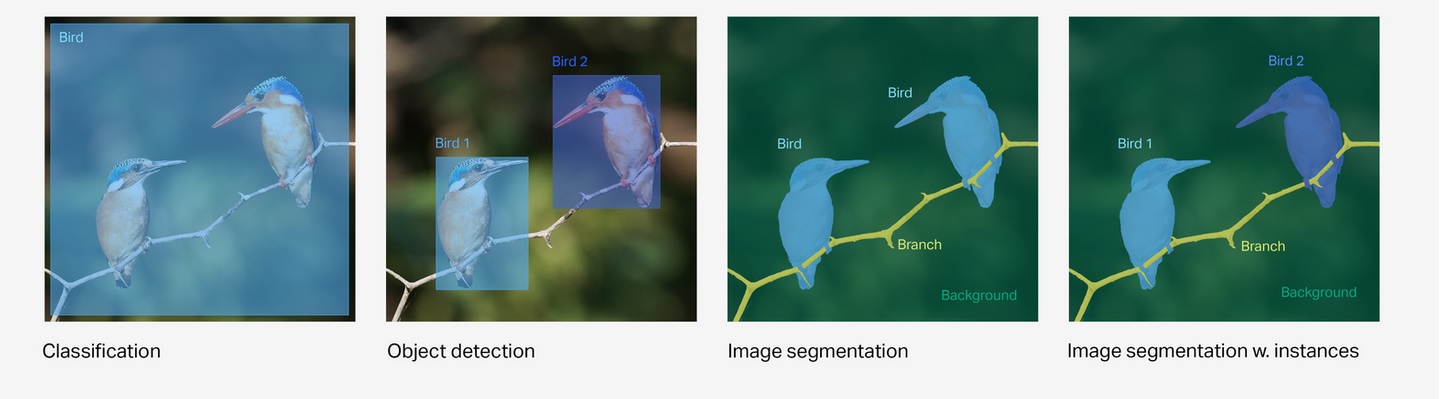 Bird
Classification
Bird 2
Bird 1
Object detection
Bird
Bird
Branch
Background
Image segmentation
Bird 2
Bird 1
Branch
Background
Image segmentation w. instances